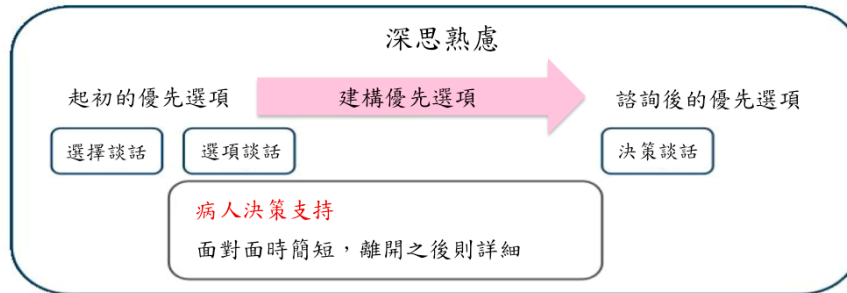 深思熟慮
起初的優先選項 建構優先選項 諮詢後的優先選項
選擇談話 選項談話 決策談話
病人決策支持
面對面時簡短，離開之後則詳細